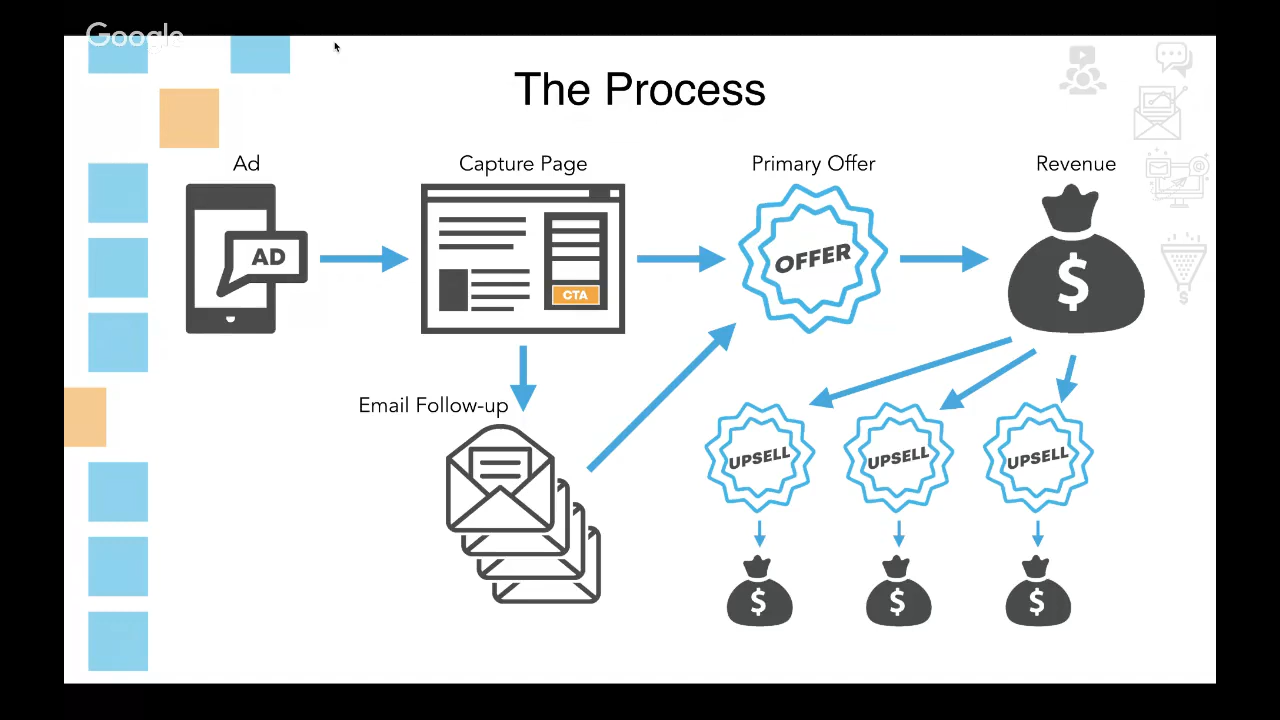 Google
The Process
Ad
Capture Page
Primary Offer
Revenue
AD
CTA
OFFER
$
Email Follow-up
UPSELL
UPSELL
UPSELL
$
$
$